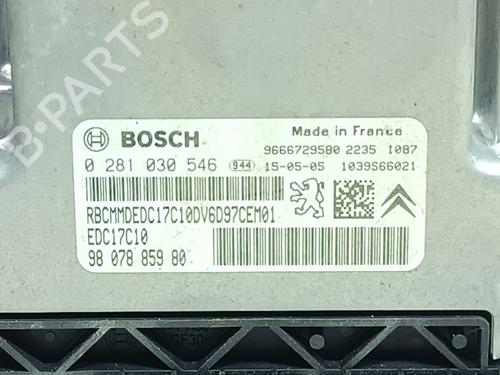 BOSCH
Made in France
9666729580 2235 1087
0 281 030 546 944 15-05-05 1039S66021
RBCMMDEDC17C10DV6D97CEM01
EDC17C10
98 078 859 80
B-PARTS